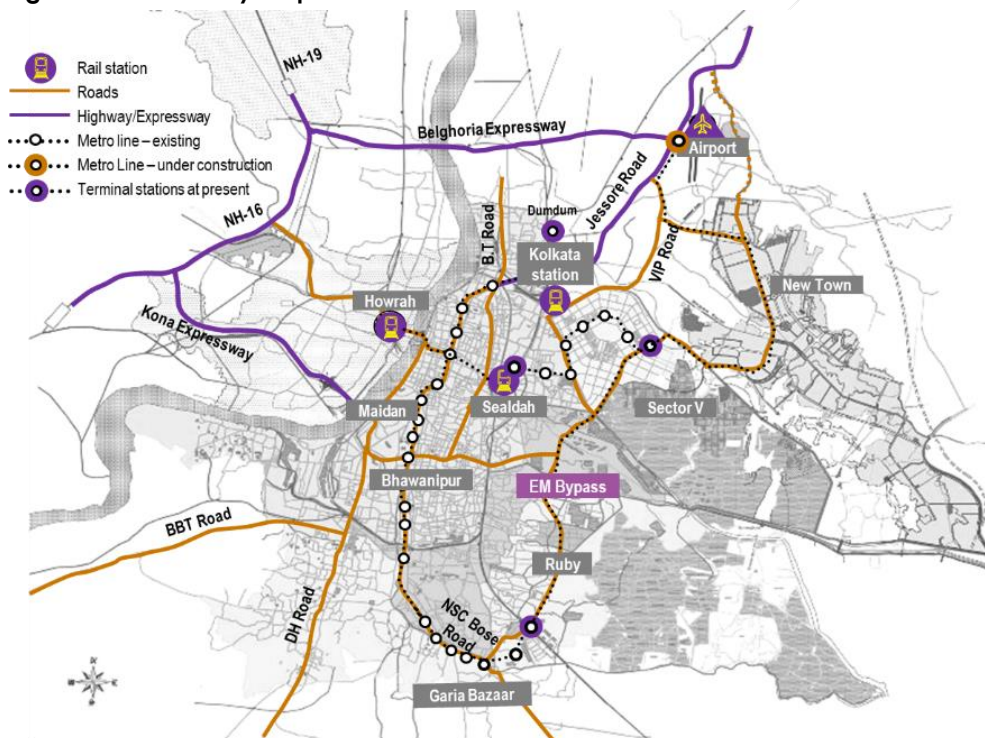 NH-19
Rail station
Roads
Highway/Expressway
Metro line – existing
Metro Line – under construction
Terminal stations at present
Belghoria Expressway
Airport
Jessore Road
NH-16
B.T Road
Dumdum
Kolkata
station
VIP Road
New Town
Howrah
Kona Expressway
Maidan
Sealdah
Sector V
Bhawanipur
EM Bypass
BBT Road
Ruby
DH Road
NSC Bose
Road
Garia Bazaar